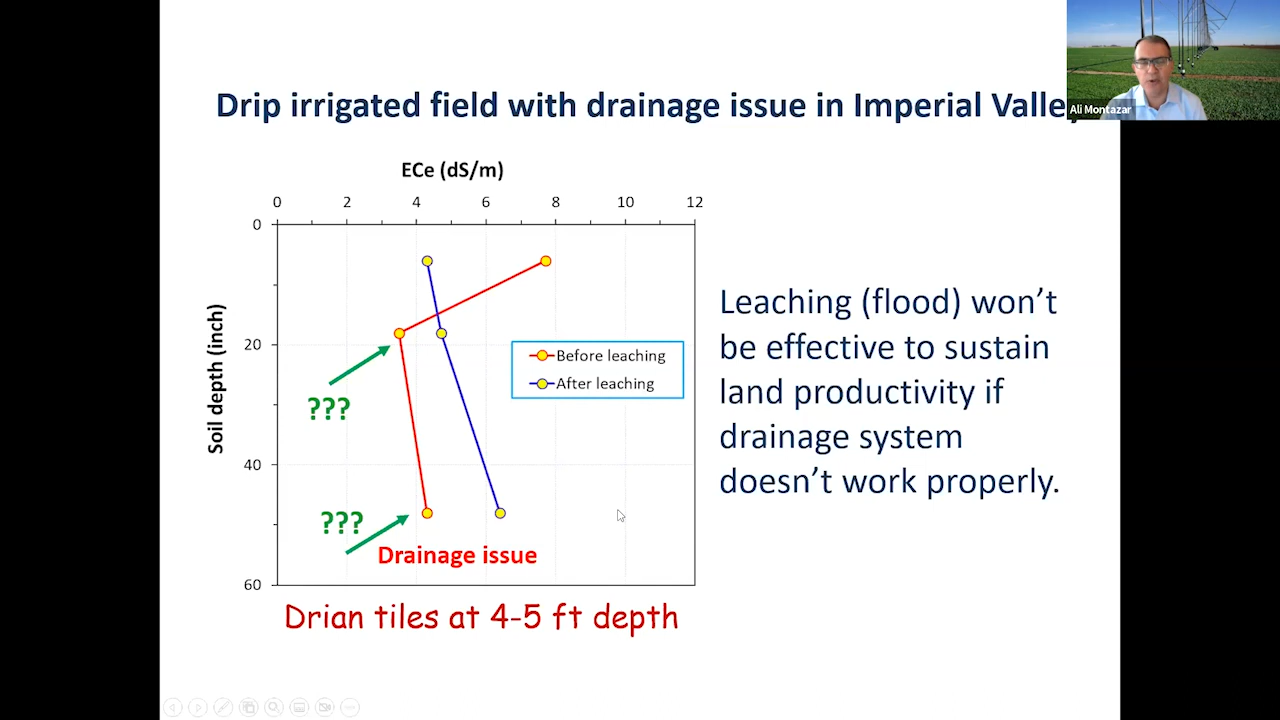 Drip irrigated field with drainage issue in Imperial Valley
Ali Montazar
ECe (dS/m)
0 2 4 6 8 10 12
0
20
40
60
Soil depth (inch)
Before leaching
After leaching
???
???
Drainage issue
Drian tiles at 4-5 ft depth
Leaching (flood) won’t
be effective to sustain
land productivity if
drainage system
doesn’t work properly.